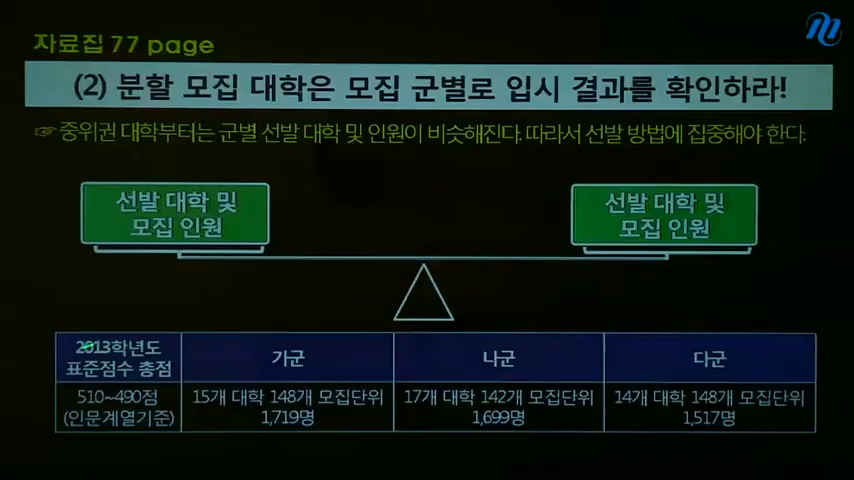 자료집 77 page
(2) 분할 모집 대학은 모집 군별로 입시 결과를 확인하라!
☞ 중위권 대학부터는 군별 선발 대학 및 인원이 비슷해진다. 따라서 선발 방법에 집중해야 한다.
선발 대학 및
모집 인원
선발 대학 및
모집 인원
2013학년도
표준점수 총점
가군
나군
다군
510~490점
(인문계열기준)
15개 대학 148개 모집단위
1,719명
17개 대학 142개 모집단위
1,699명
14개 대학 148개 모집단위
1,517명